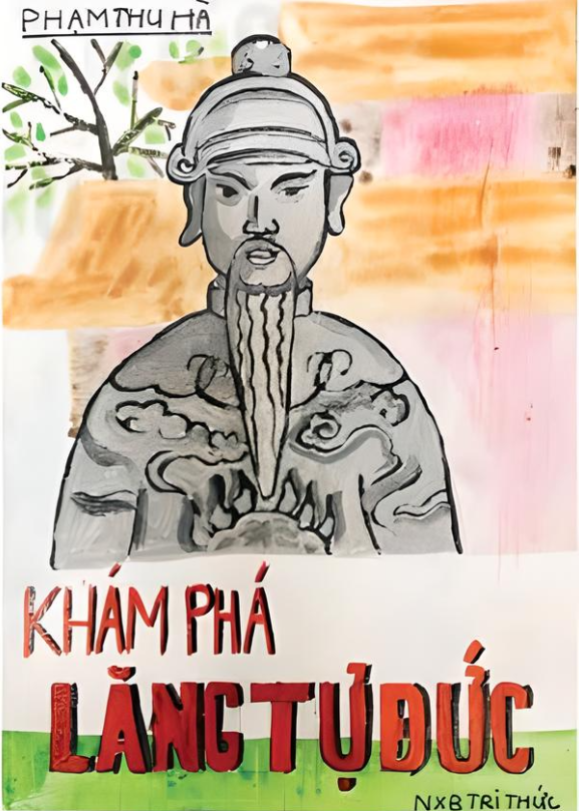 PHẠM THU HÀ
KHÁM PHÁ
LĂNG TỰ ĐỨC
NXB TRI THỨC